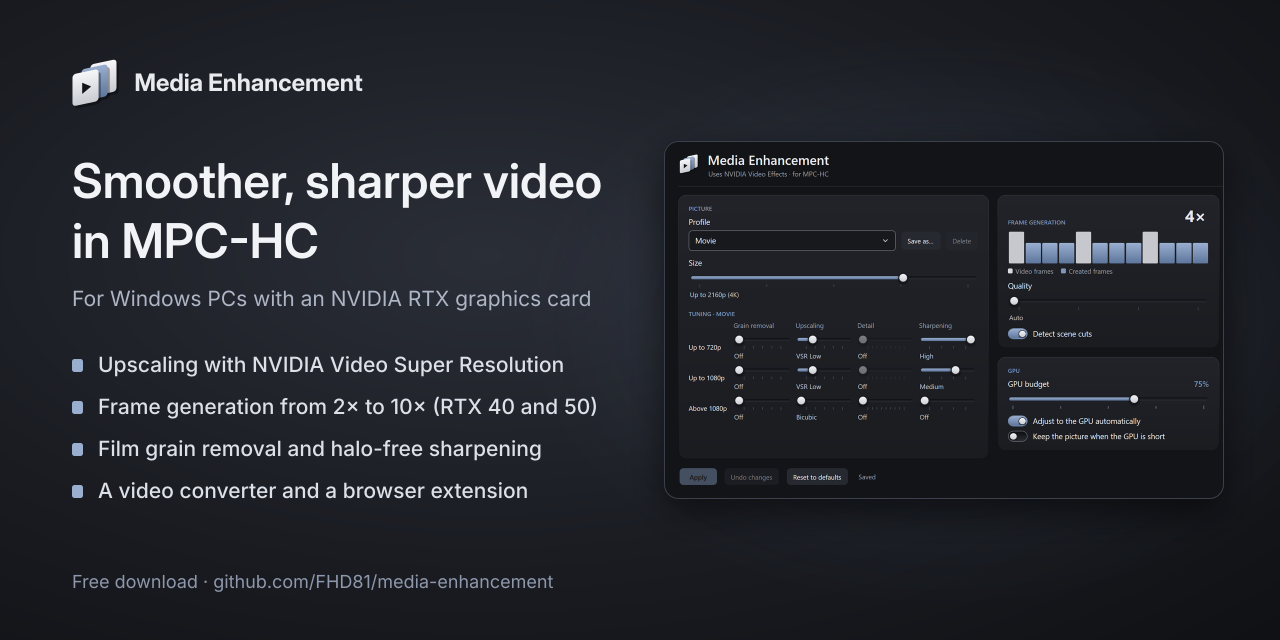 Media Enhancement
Smoother, sharper video
in MPC-HC
For Windows PCs with an NVIDIA RTX graphics card
Upscaling with NVIDIA Video Super Resolution
Frame generation from 2× to 10× (RTX 40 and 50)
Film grain removal and halo-free sharpening
A video converter and a browser extension
Free download · github.com/FHD81/media-enhancement
Media Enhancement
Uses NVIDIA Video Effects · for MPC-HC
PICTURE
Profile
Movie
Save as...
Delete
Size
Up to 2160p (4K)
TUNING · MOVIE
Grain removal Upscaling Detail Sharpening
Up to 720p
Off VSR Low Off High
Up to 1080p
Off VSR Low Off Medium
Above 1080p
Off Bicubic Off Off
Apply
Undo changes
Reset to defaults
Saved
4×
FRAME GENERATION
Video frames Created frames
Quality
Auto
Detect scene cuts
GPU
GPU budget 75%
Adjust to the GPU automatically
Keep the picture when the GPU is short